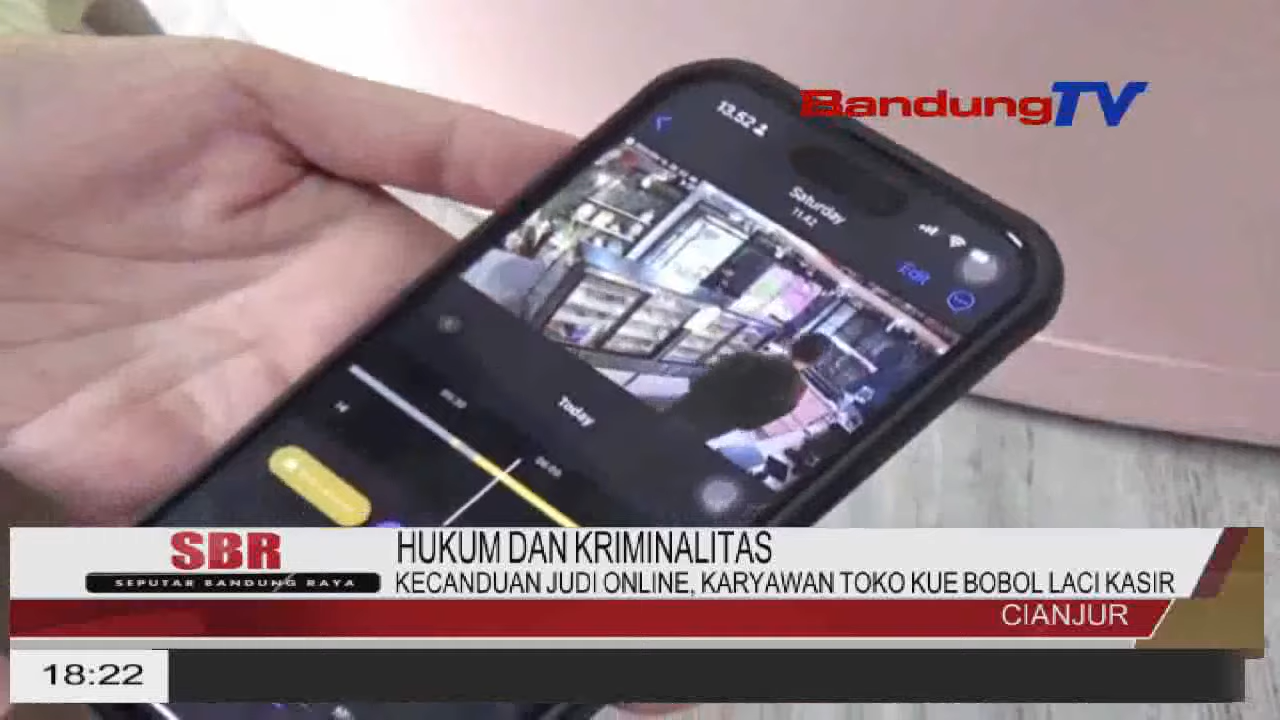 BandungTV
13.52
Saturday
11.42
Edit
Today
SBR
SEPUTAR BANDUNG RAYA
HUKUM DAN KRIMINALITAS
KECANDUAN JUDI ONLINE, KARYAWAN TOKO KUE BOBOL LACI KASIR
CIANJUR
18:22